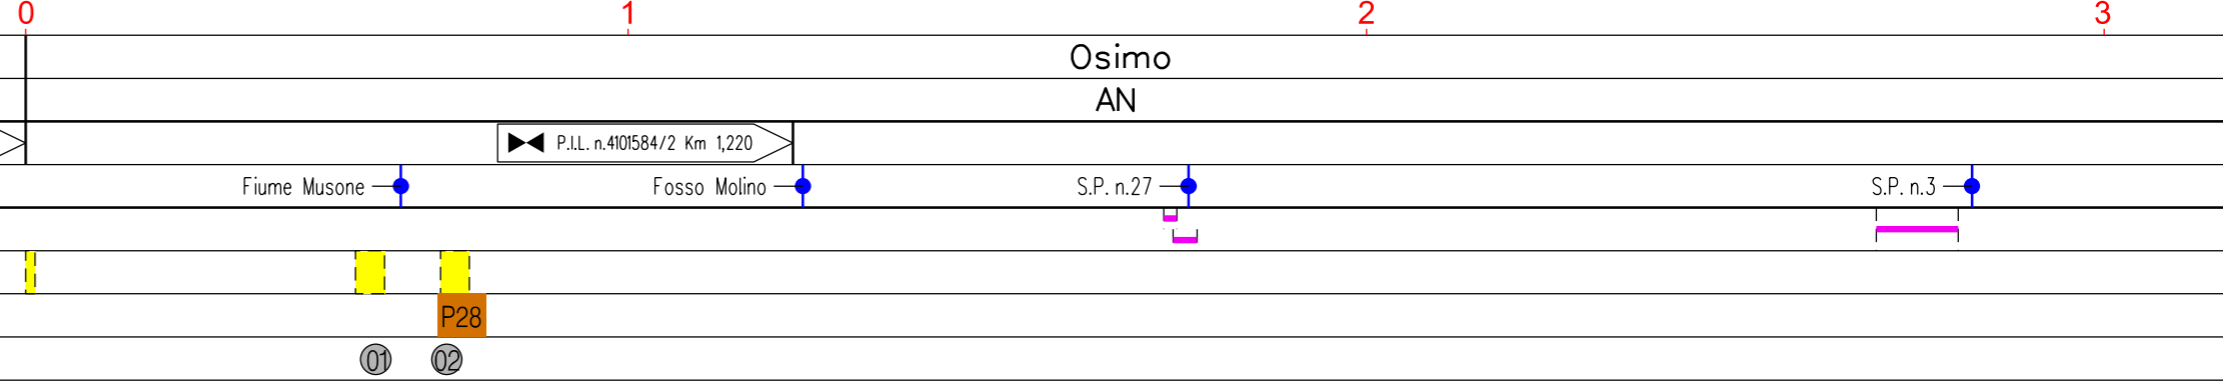 0 1 2 3
Osimo
AN
P.I.L. n.4101584/2 Km 1,220
Fiume Musone Fosso Molino S.P. n.27 S.P. n.3
P28
01 02